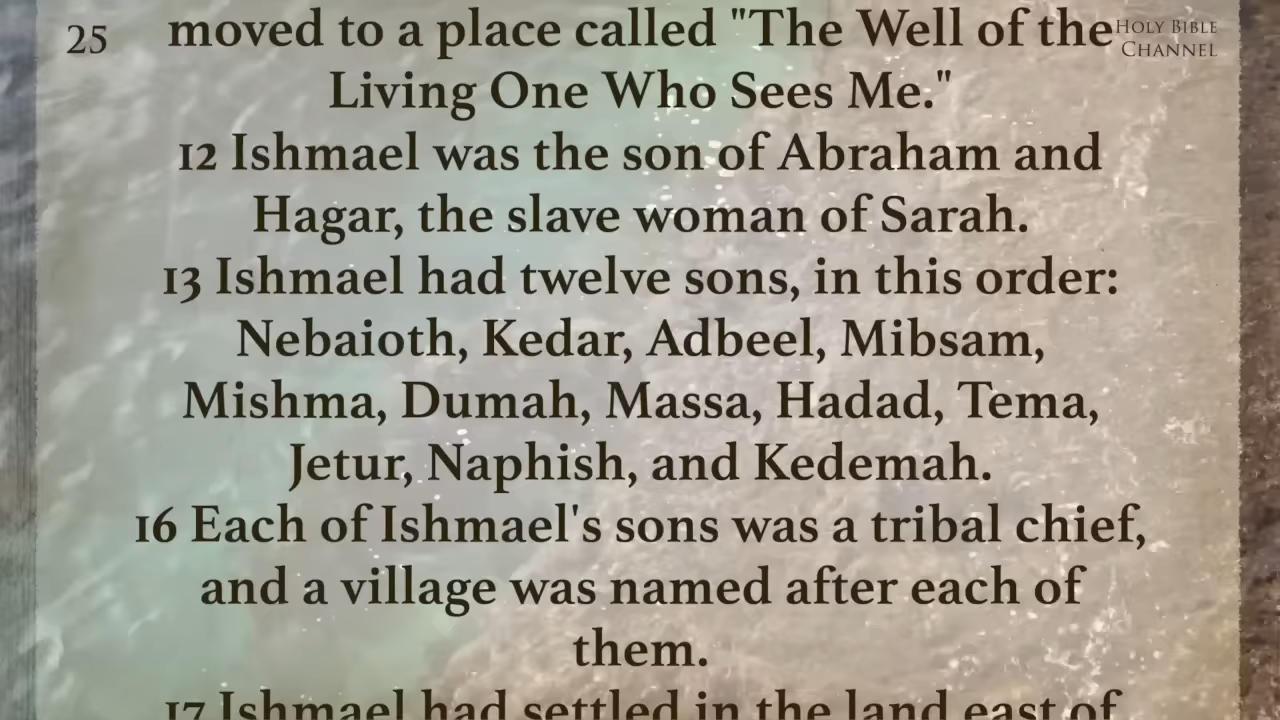 25
moved to a place called "The Well of the
HOLY BIBLE
CHANNEL
Living One Who Sees Me."
12 Ishmael was the son of Abraham and
Hagar, the slave woman of Sarah.
13 Ishmael had twelve sons, in this order:
Nebaioth, Kedar, Adbeel, Mibsam,
Mishma, Dumah, Massa, Hadad, Tema,
Jetur, Naphish, and Kedemah.
16 Each of Ishmael's sons was a tribal chief,
and a village was named after each of
them.
17 Ishmael had settled in the land east of